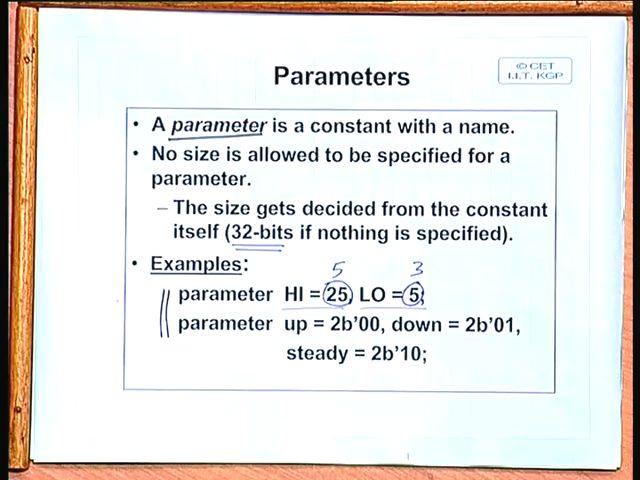 Parameters
© CET
I.I.T. KGP
• A parameter is a constant with a name.
• No size is allowed to be specified for a
parameter.
– The size gets decided from the constant
itself (32-bits if nothing is specified).
• Examples:
5 3
parameter HI = 25, LO = 5;
parameter up = 2b’00, down = 2b’01,
steady = 2b’10;